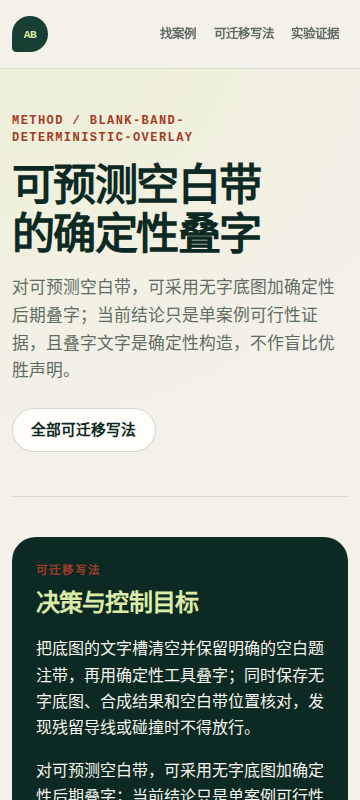 AB
找案例 可迁移写法 实验证据
METHOD / BLANK-BAND-
DETERMINISTIC-OVERLAY
可预测空白带
的确定性叠字
对可预测空白带，可采用无字底图加确定性
后期叠字；当前结论只是单案例可行性证
据，且叠字文字是确定性构造，不作盲比优
胜声明。
全部可迁移写法
可迁移写法
决策与控制目标
把底图的文字槽清空并保留明确的空白题
注带，再用确定性工具叠字；同时保存无
字底图、合成结果和空白带位置核对，发
现残留导线或碰撞时不得放行。
对可预测空白带，可采用无字底图加确定
性后期叠字；当前结论只是单案例可行性